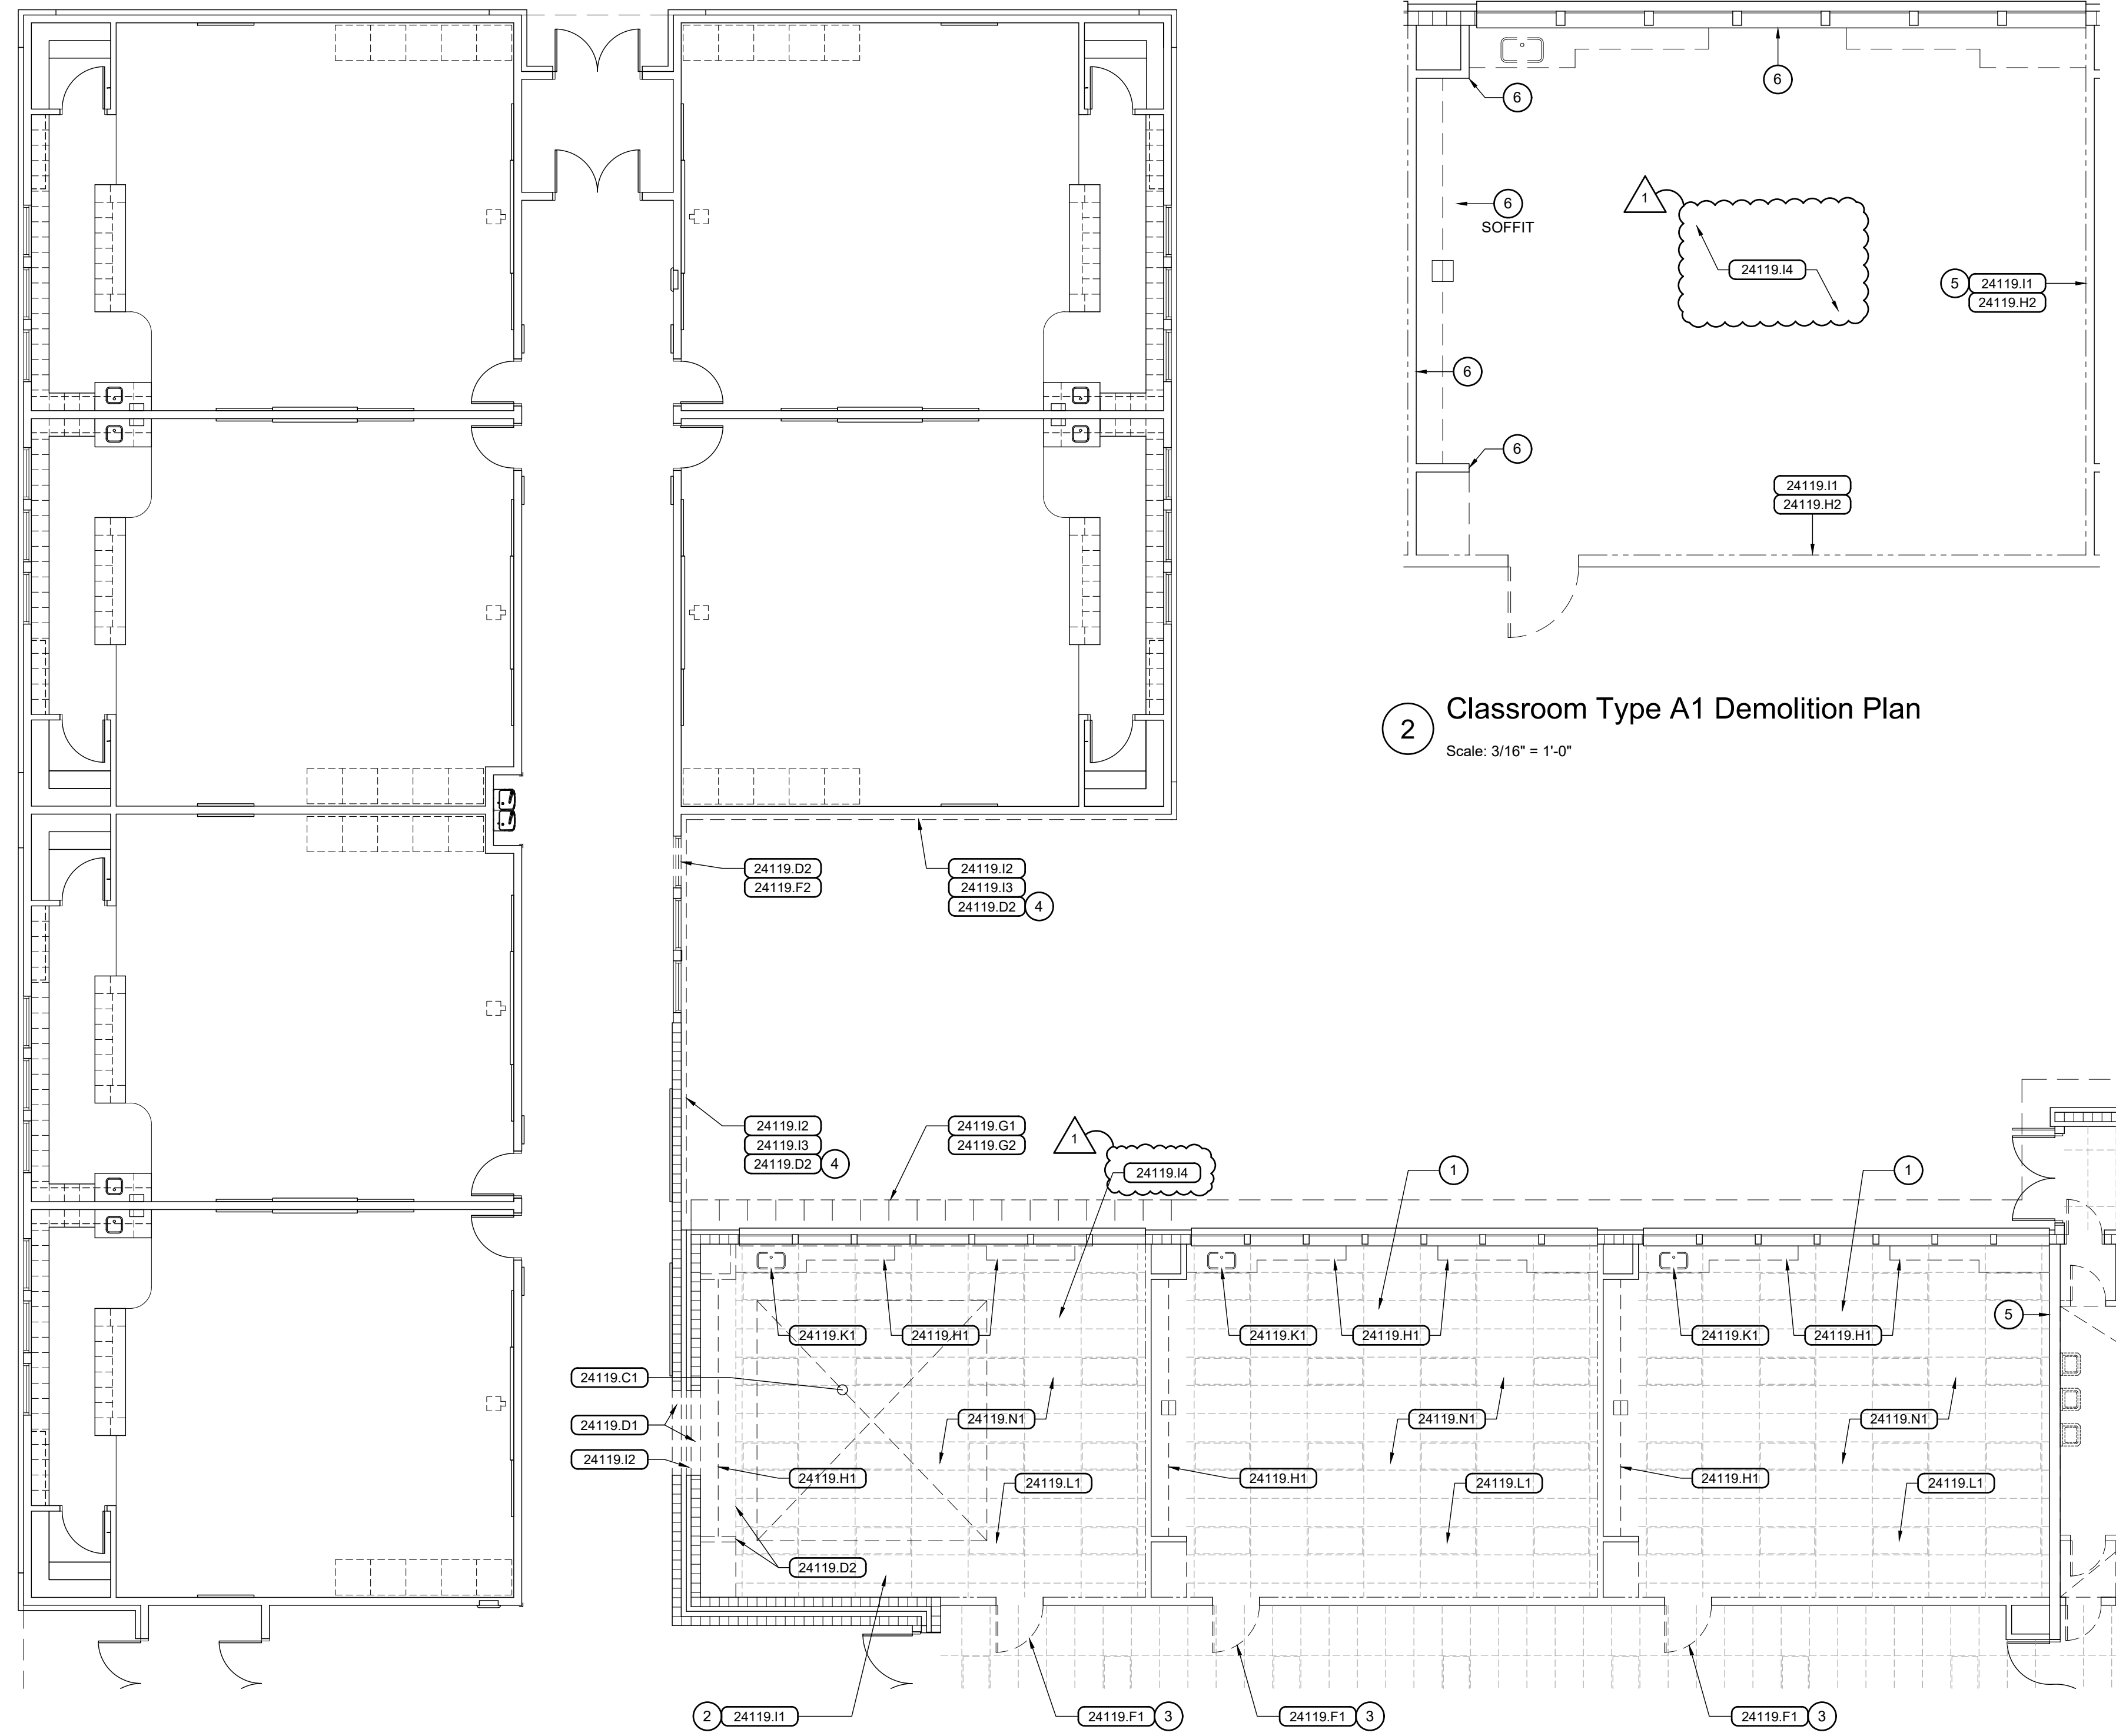 6
6
1
6
SOFFIT
24119.I4
5 24119.I1
24119.H2
6
6
24119.I1
24119.H2
2 Classroom Type A1 Demolition Plan
Scale: 3/16" = 1'-0"
24119.D2
24119.F2
24119.I2
24119.I3
24119.D2 4
24119.I2
24119.I3
24119.D2 4
24119.G1
24119.G2
1
24119.I4
1
1
24119.K1
24119.H1
24119.K1
24119.H1
24119.K1
24119.H1
5
24119.C1
24119.D1
24119.I2
24119.N1
24119.N1
24119.N1
24119.H1
24119.L1
24119.H1
24119.L1
24119.H1
24119.L1
24119.D2
2 24119.I1
24119.F1 3
24119.F1 3
24119.F1 3